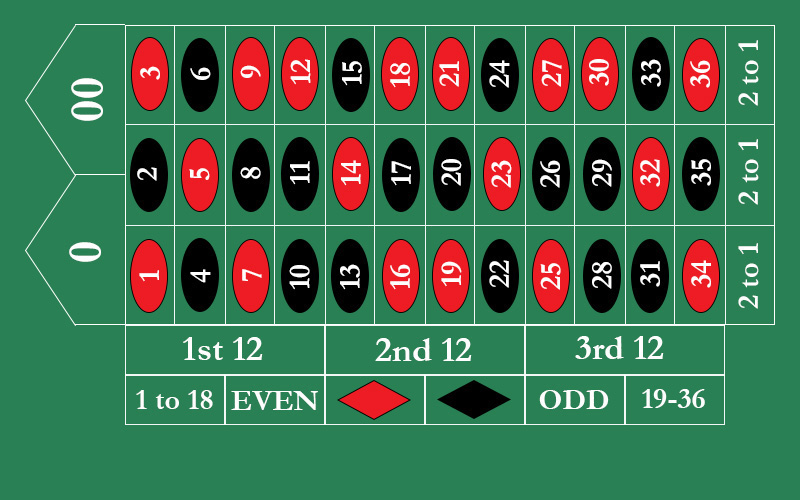 00
3 6 9 12 15 18 21 24 27 30 33 36 2 to 1
2 5 8 11 14 17 20 23 26 29 32 35 2 to 1
0
1 4 7 10 13 16 19 22 25 28 31 34 2 to 1
1st 12 2nd 12 3rd 12
1 to 18 EVEN ODD 19-36